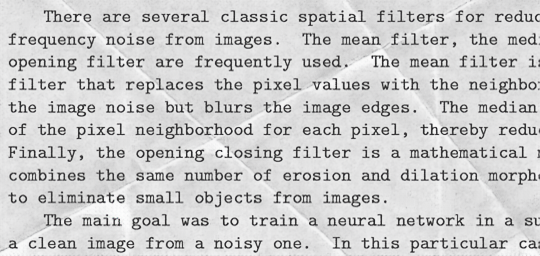 There are several classic spatial filters for reduc
frequency noise from images. The mean filter, the medi
opening filter are frequently used. The mean filter is
filter that replaces the pixel values with the neighbor
the image noise but blurs the image edges. The median
of the pixel neighborhood for each pixel, thereby reduc
Finally, the opening closing filter is a mathematical
combines the same number of erosion and dilation morpho
to eliminate small objects from images.
The main goal was to train a neural network in a su
a clean image from a noisy one. In this particular cas